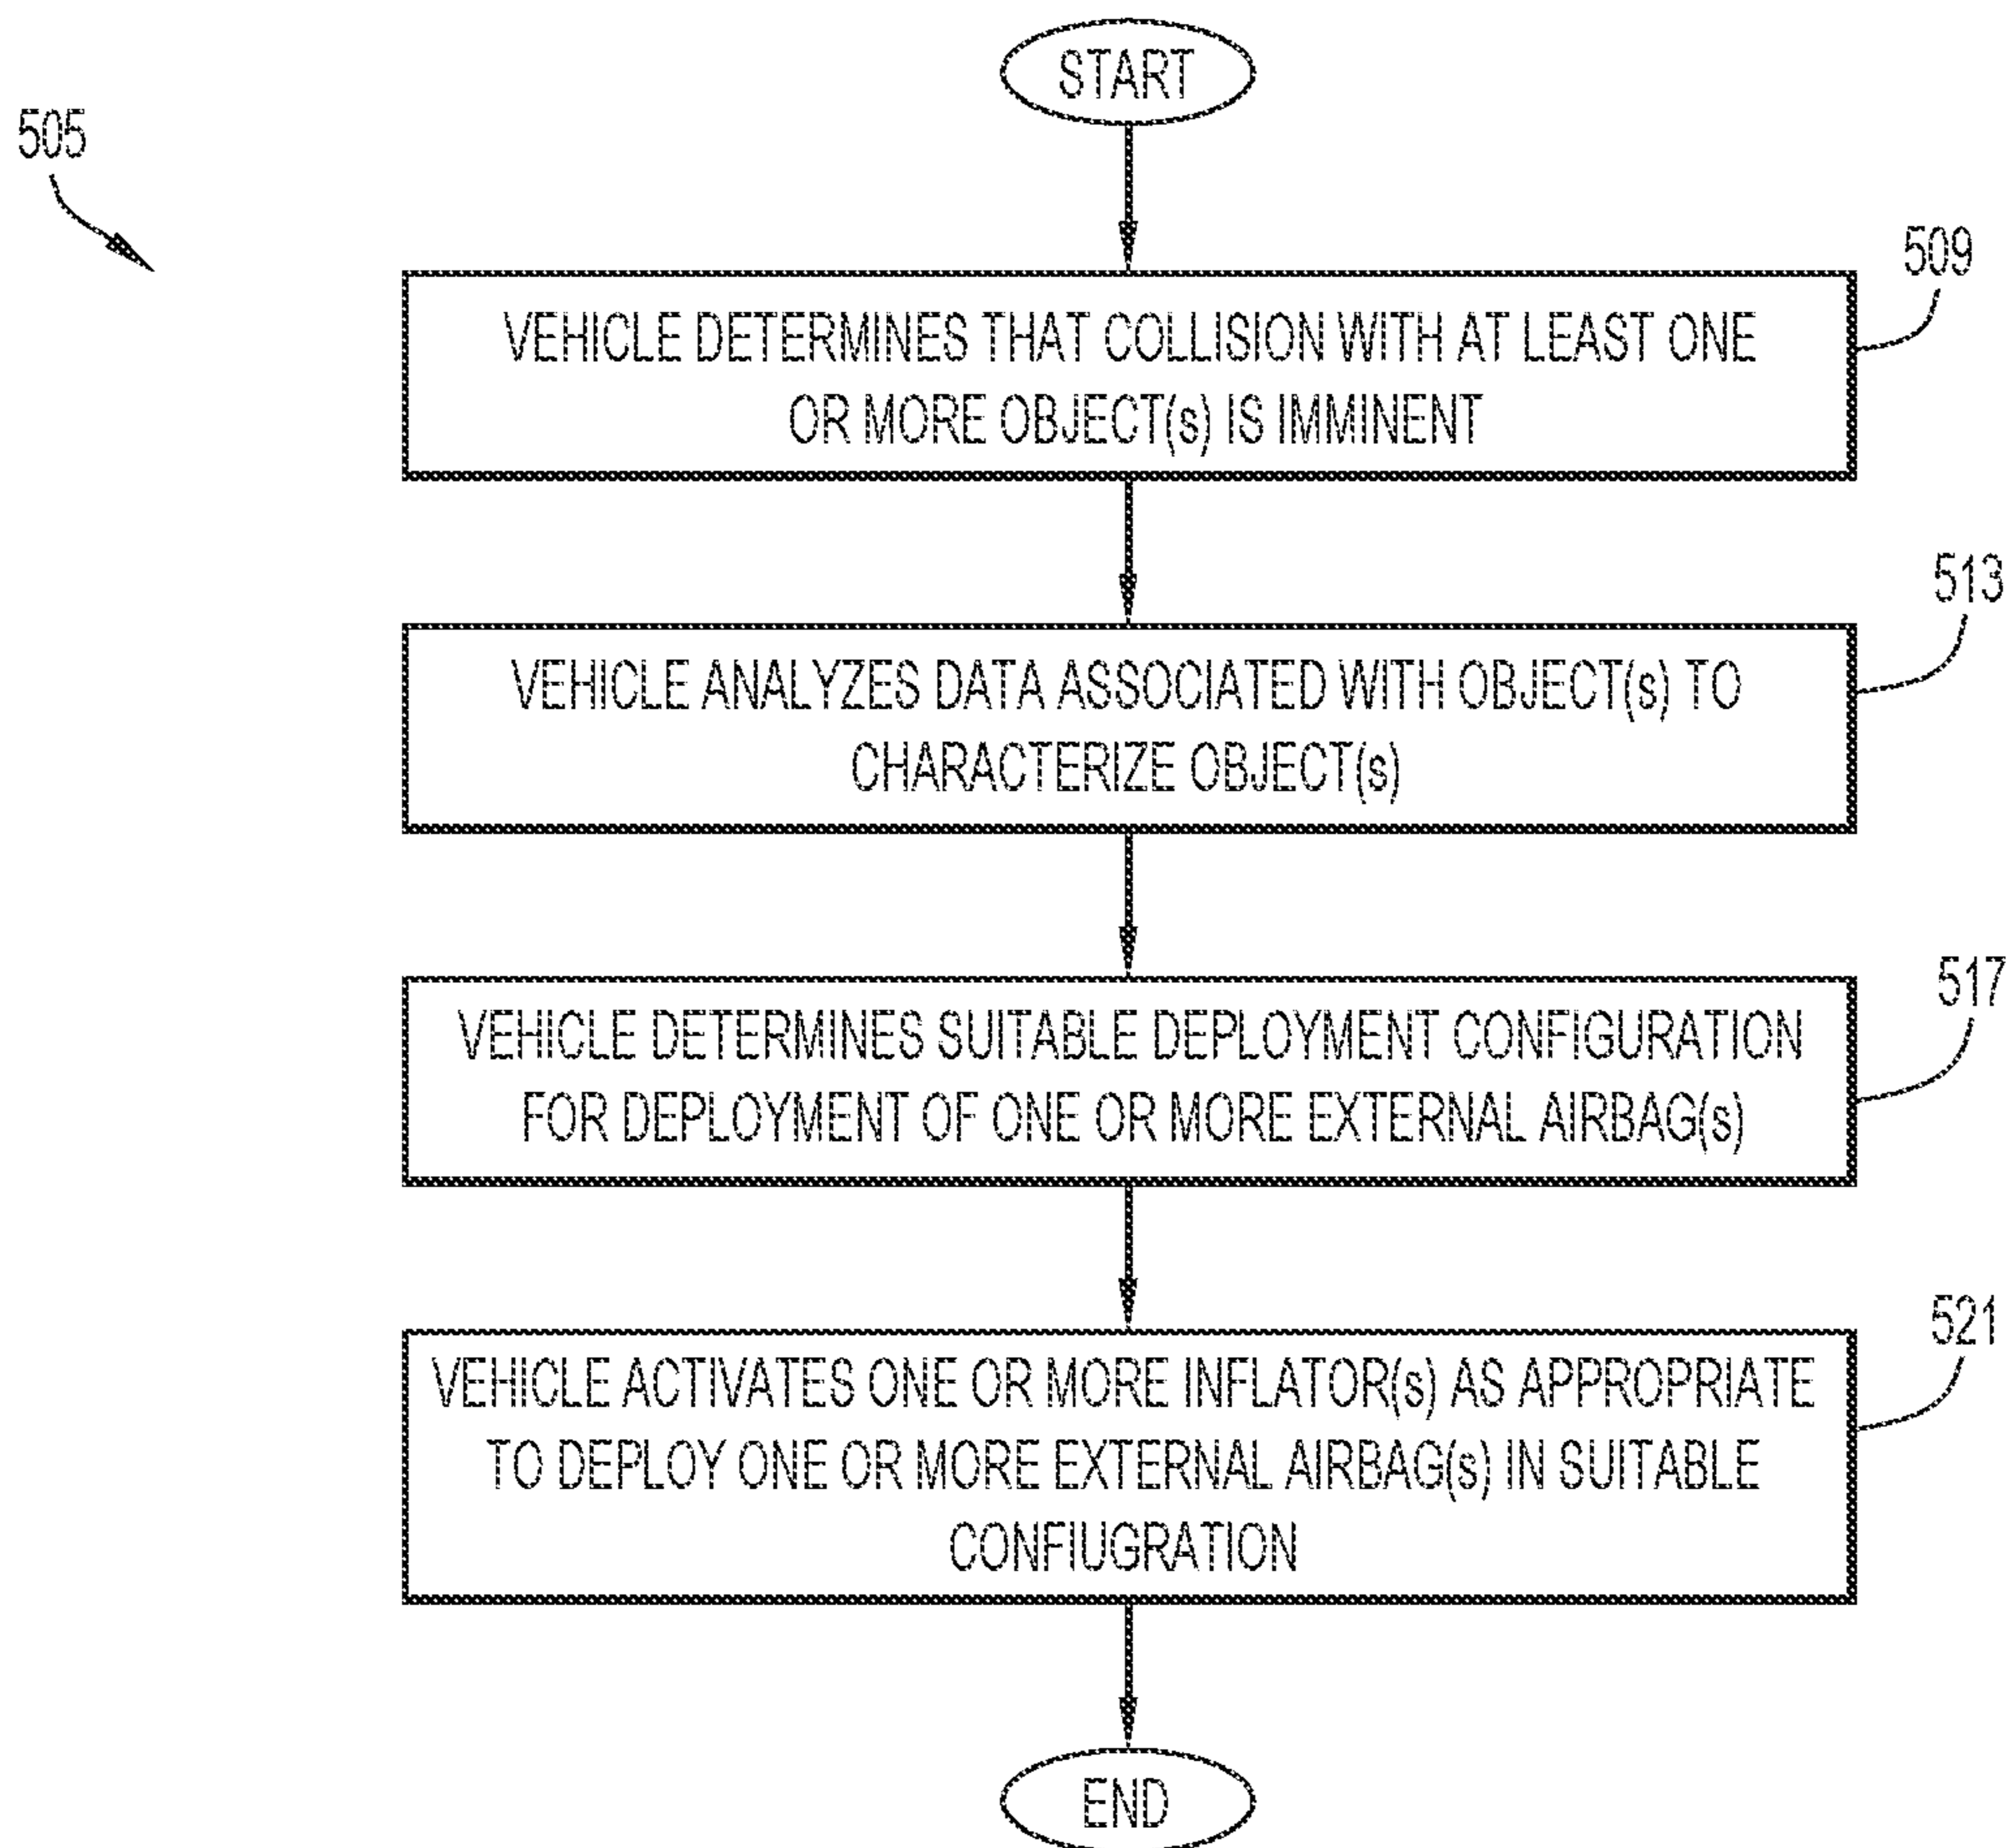 START
505
509
VEHICLE DETERMINES THAT COLLISION WITH AT LEAST ONE
OR MORE OBJECT(s) IS IMMINENT
513
VEHICLE ANALYZES DATA ASSOCIATED WITH OBJECT(s) TO
CHARACTERIZE OBJECT(s)
517
VEHICLE DETERMINES SUITABLE DEPLOYMENT CONFIGURATION
FOR DEPLOYMENT OF ONE OR MORE EXTERNAL AIRBAG(s)
521
VEHICLE ACTIVATES ONE OR MORE INFLATOR(s) AS APPROPRIATE
TO DEPLOY ONE OR MORE EXTERNAL AIRBAG(s) IN SUITABLE
CONFIUGRATION
END